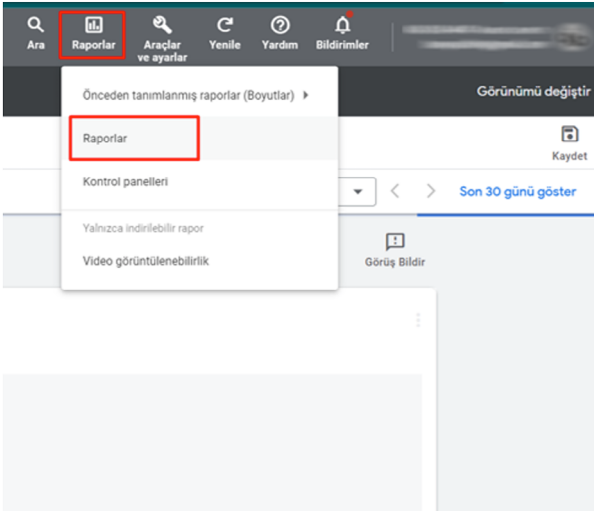 Ara
Raporlar
Araçlar
ve ayarlar
Yenile
Yardım
Bildirimler
Önceden tanımlanmış raporlar (Boyutlar)
Görünümü değiştir
Raporlar
Kaydet
Kontrol panelleri
Son 30 günü göster
Yalnızca indirilebilir rapor
Video görüntülenebilirlik
Görüş Bildir